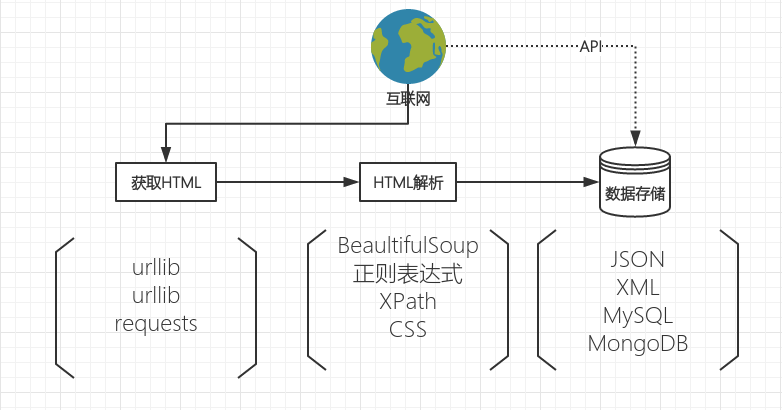 API
互联网
获取HTML
HTML解析
数据存储
urllib
urllib
requests
BeaultifulSoup
正则表达式
XPath
CSS
JSON
XML
MySQL
MongoDB